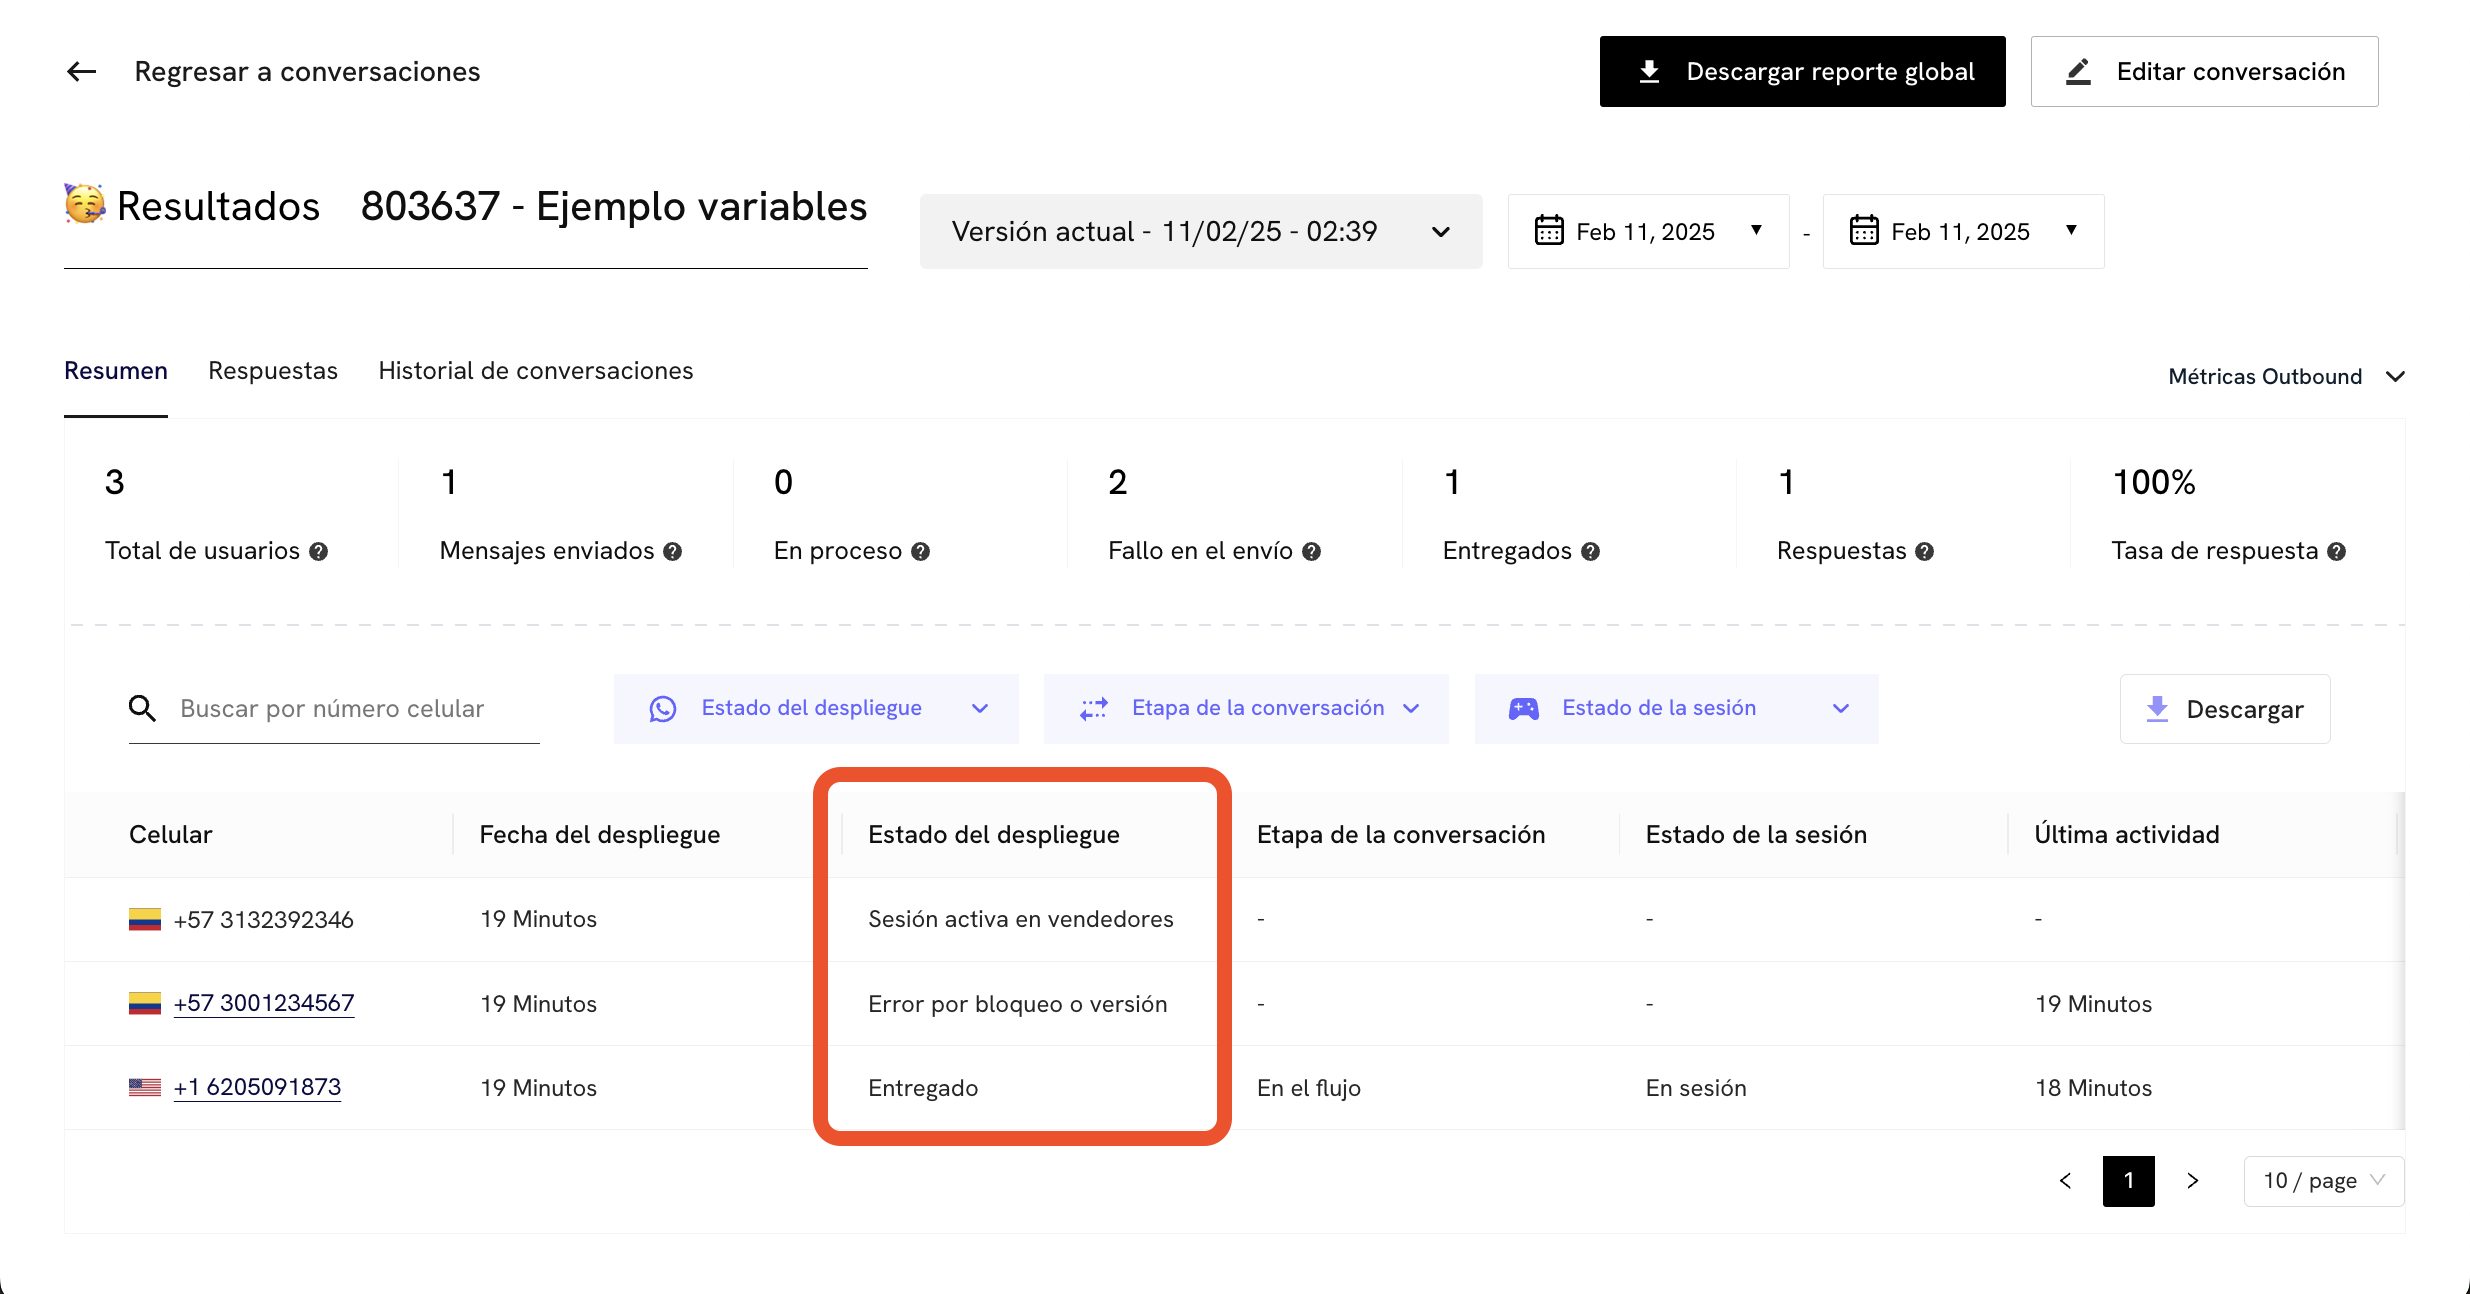 Regresar a conversaciones
Descargar reporte global
Editar conversación
Resultados 803637 - Ejemplo variables
Versión actual - 11/02/25 - 02:39
Feb 11, 2025 - Feb 11, 2025
Resumen Respuestas Historial de conversaciones
Métricas Outbound
3 1 0 2 1 1 100%
Total de usuarios Mensajes enviados En proceso Fallo en el envío Entregados Respuestas Tasa de respuesta
Buscar por número celular Estado del despliegue Etapa de la conversación Estado de la sesión Descargar
Celular Fecha del despliegue Estado del despliegue Etapa de la conversación Estado de la sesión Última actividad
+57 3132392346 19 Minutos Sesión activa en vendedores - - -
+57 3001234567 19 Minutos Error por bloqueo o versión - - 19 Minutos
+1 6205091873 19 Minutos Entregado En el flujo En sesión 18 Minutos
< 1 > 10 / page